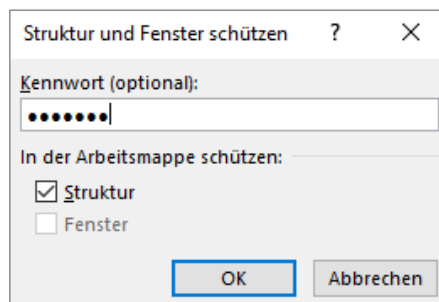 Struktur und Fenster schützen ?
Kennwort (optional):
•••••••
In der Arbeitsmappe schützen:
Struktur
Fenster
OK Abbrechen